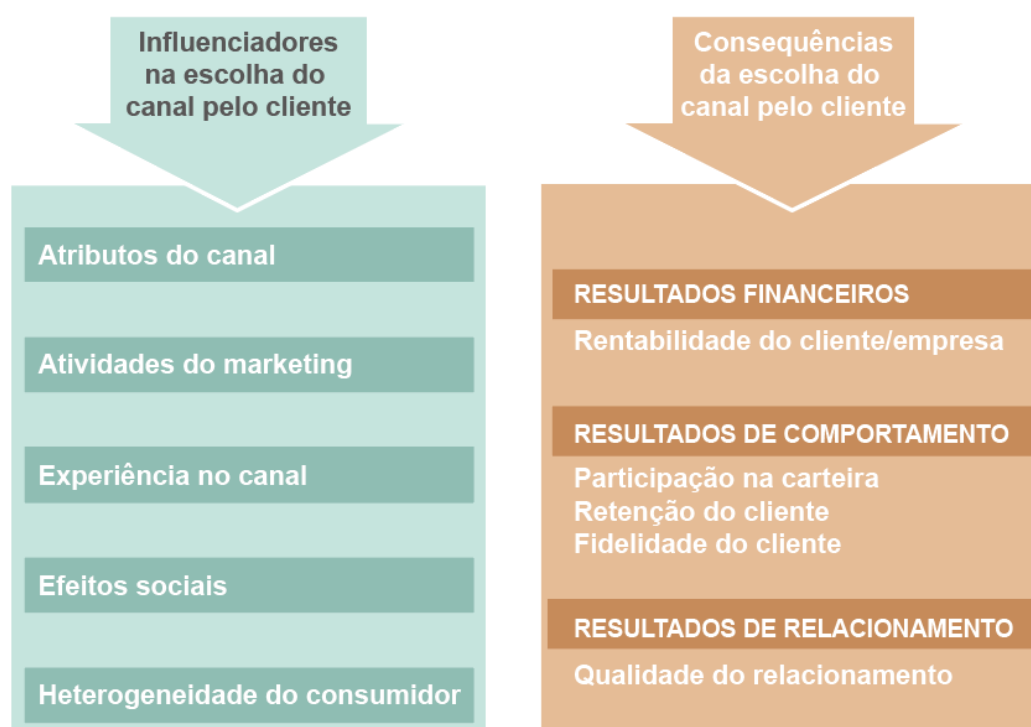 Influenciadores
na escolha do
canal pelo cliente
Atributos do canal
Atividades do marketing
Experiência no canal
Efeitos sociais
Heterogeneidade do consumidor
Consequências
da escolha do
canal pelo cliente
RESULTADOS FINANCEIROS
Rentabilidade do cliente/empresa
RESULTADOS DE COMPORTAMENTO
Participação na carteira
Retenção do cliente
Fidelidade do cliente
RESULTADOS DE RELACIONAMENTO
Qualidade do relacionamento